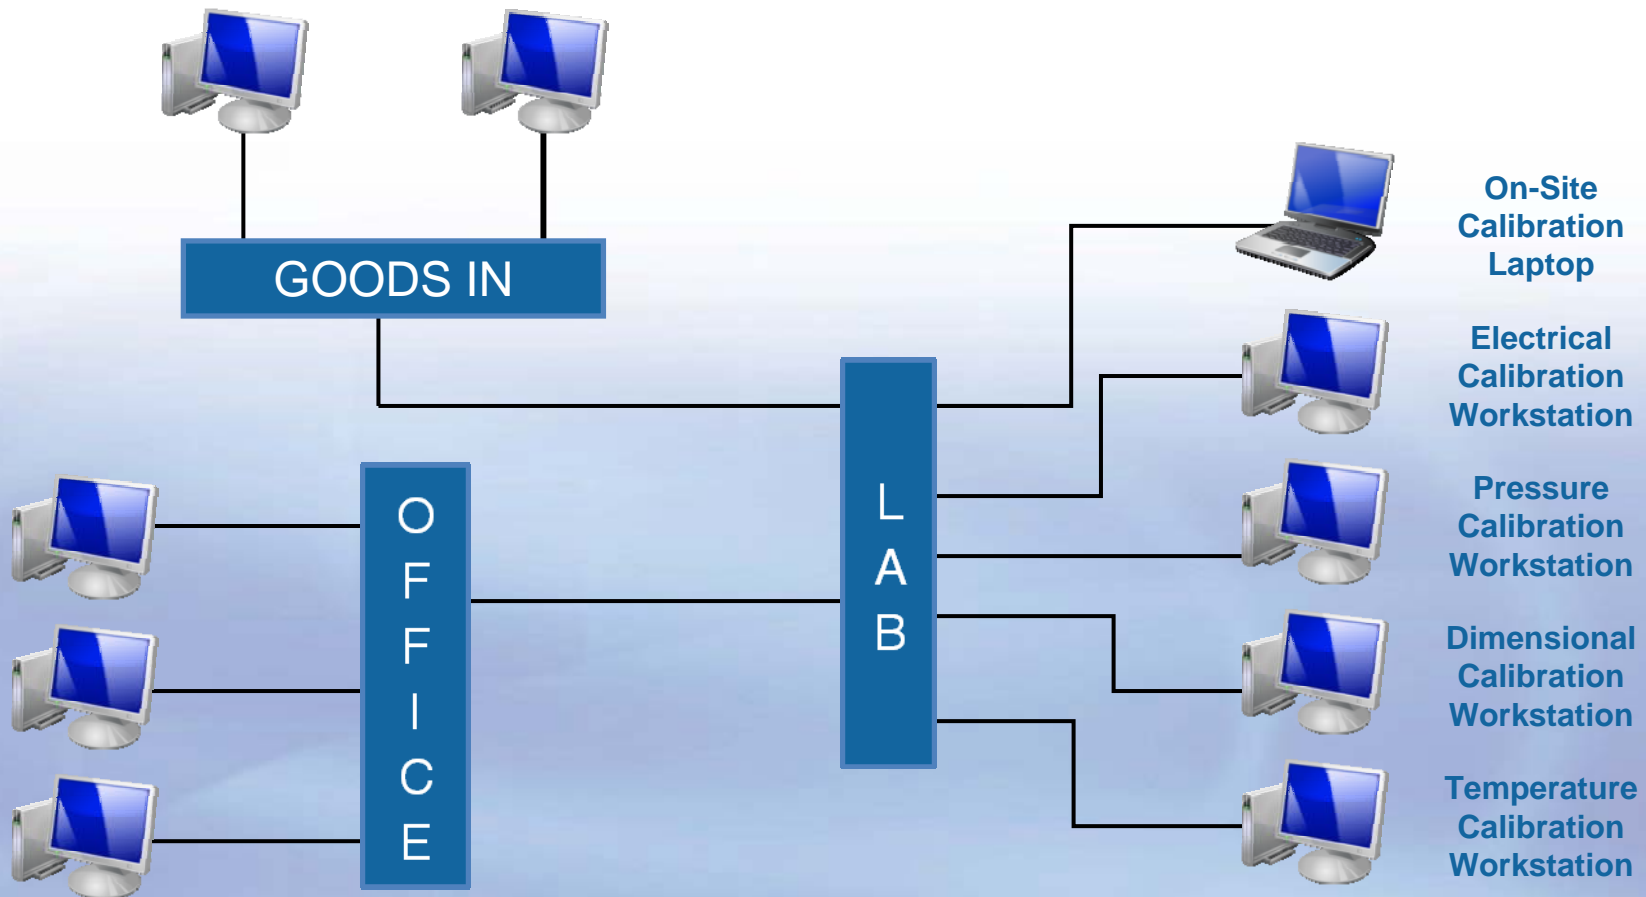 GOODS IN
On-Site
Calibration
Laptop
Electrical
Calibration
Workstation
Pressure
Calibration
Workstation
Dimensional
Calibration
Workstation
Temperature
Calibration
Workstation
O
F
F
I
C
E
L
A
B